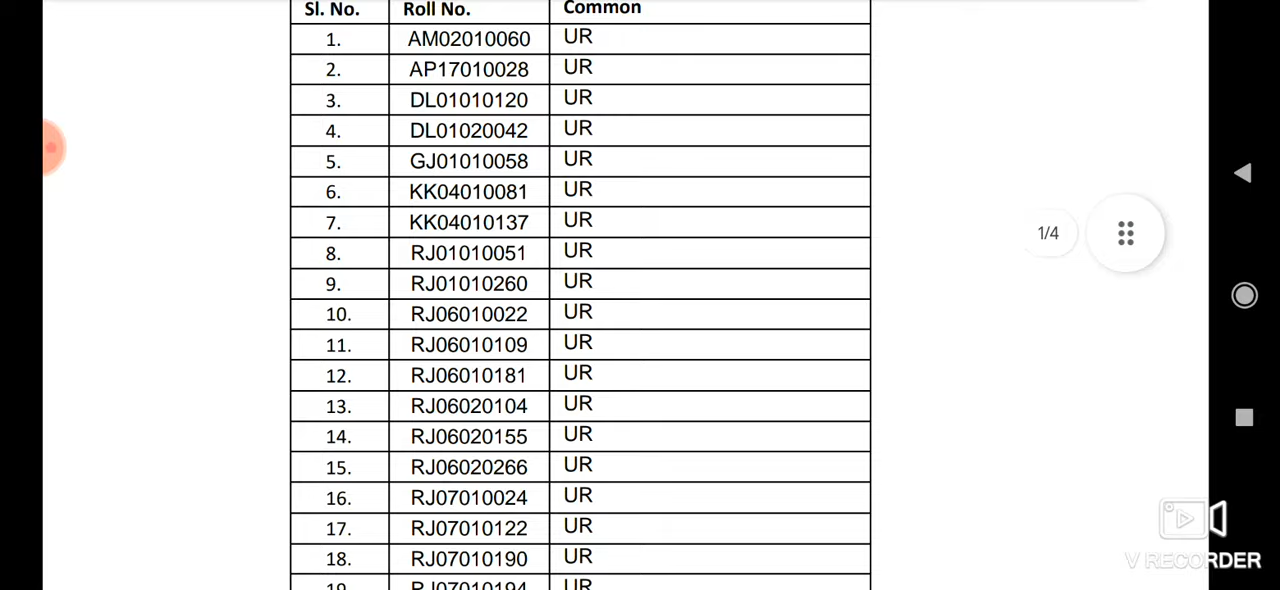 Sl. No. Roll No. Common
1. AM02010060 UR
2. AP17010028 UR
3. DL01010120 UR
4. DL01020042 UR
5. GJ01010058 UR
6. KK04010081 UR
7. KK04010137 UR
8. RJ01010051 UR
9. RJ01010260 UR
10. RJ06010022 UR
11. RJ06010109 UR
12. RJ06010181 UR
13. RJ06020104 UR
14. RJ06020155 UR
15. RJ06020266 UR
16. RJ07010024 UR
17. RJ07010122 UR
18. RJ07010190 UR
19. RJ07010194 UR
1/4
V RECORDER